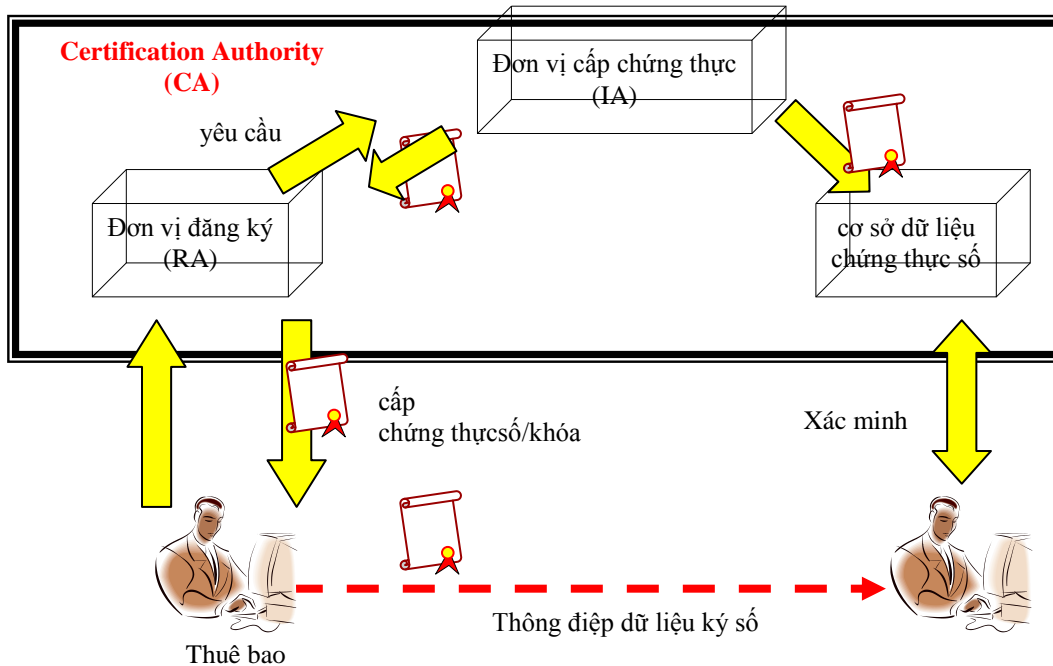 Certification Authority
(CA)
Đơn vị cấp chứng thực
(IA)
yêu cầu
Đơn vị đăng ký
(RA)
cơ sở dữ liệu
chứng thực số
cấp
chứng thựcsố/khóa
Xác minh
Thông điệp dữ liệu ký số
Thuê bao